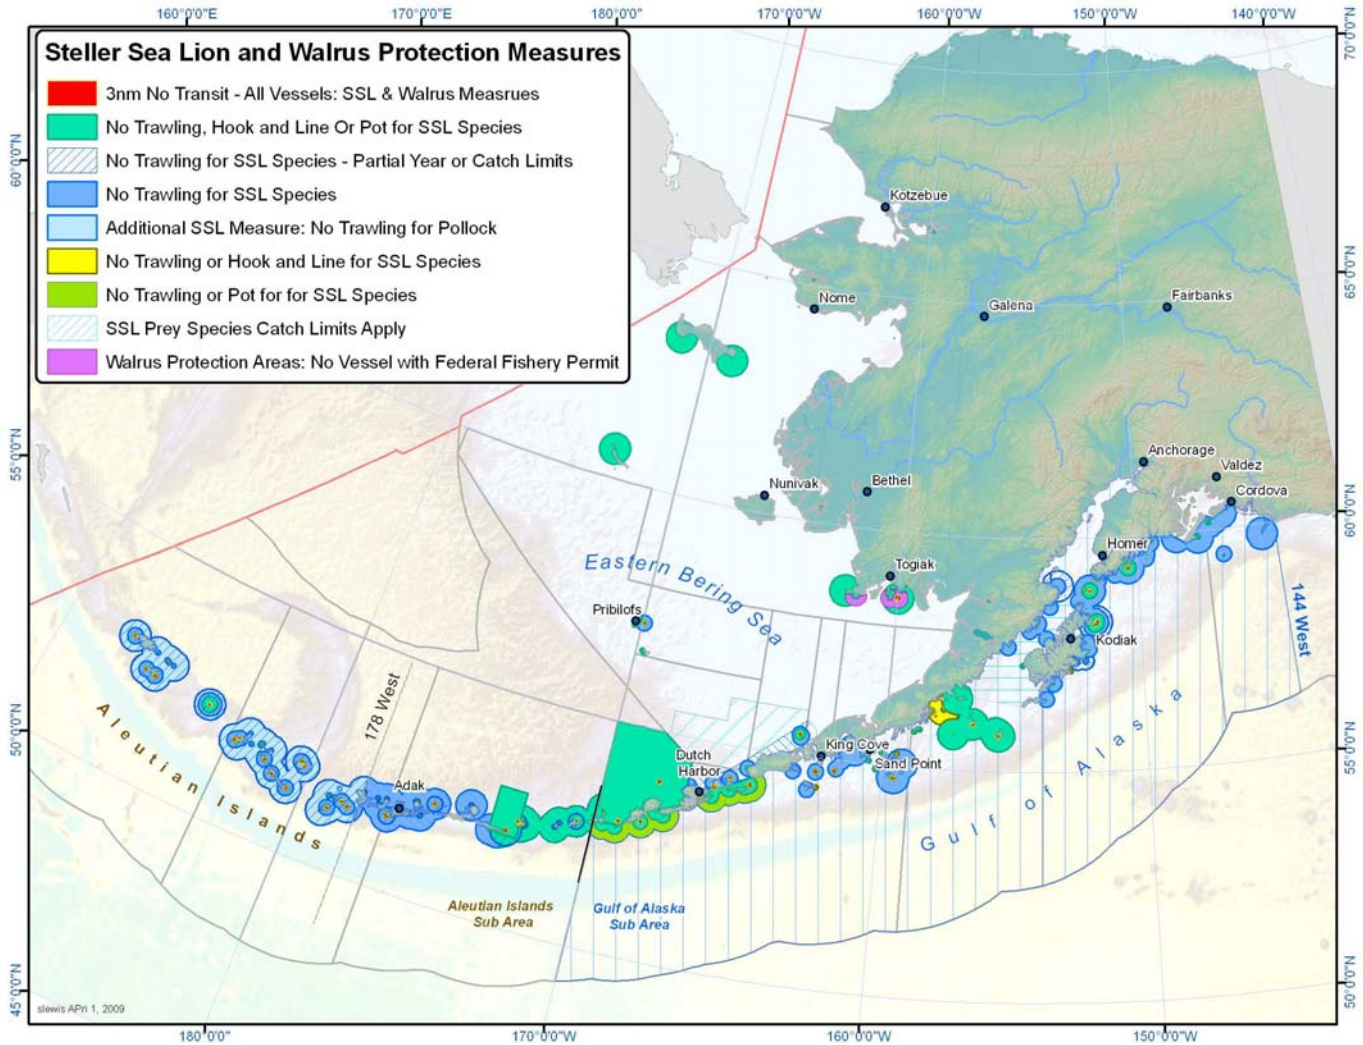 160°0'0"E 170°0'0"E 180°0'0" 170°0'0"W 160°0'0"W 150°0'0"W 140°0'0"W
Steller Sea Lion and Walrus Protection Measures
3nm No Transit - All Vessels: SSL & Walrus Measrues
No Trawling, Hook and Line Or Pot for SSL Species
No Trawling for SSL Species - Partial Year or Catch Limits
No Trawling for SSL Species
Additional SSL Measure: No Trawling for Pollock
No Trawling or Hook and Line for SSL Species
No Trawling or Pot for for SSL Species
SSL Prey Species Catch Limits Apply
Walrus Protection Areas: No Vessel with Federal Fishery Permit
70°0'0"N
60°0'0"N
65°0'0"N
55°0'0"N
60°0'0"N
50°0'0"N
55°0'0"N
45°0'0"N
50°0'0"N
Kotzebue
Nome
Galena
Fairbanks
Anchorage
Valdez
Cordova
Nunivak
Bethel
Homer
Togiak
Eastern Bering Sea
Pribilofs
Kodiak
144 West
178 West
Aleutian Islands
Adak
Dutch
Harbor
King Cove
Sand Point
Gulf of Alaska
Aleutian Islands
Sub Area
Gulf of Alaska
Sub Area
slewis APri 1, 2009
180°0'0" 170°0'0"W 160°0'0"W 150°0'0"W